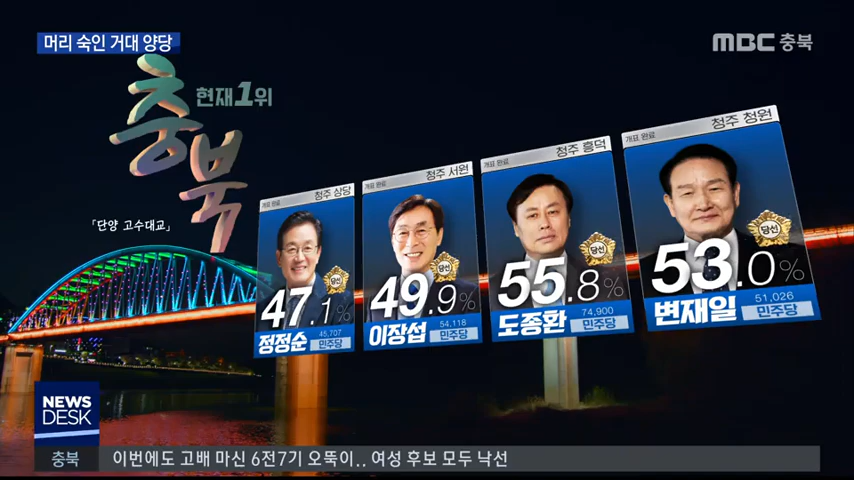 머리 숙인 거대 양당
MBC 충북
충북
현재1위
「단양 고수대교」
개표 완료
청주 상당
당선
47.1%
45,707
정정순
민주당
개표 완료
청주 서원
당선
49.9%
54,118
이장섭
민주당
개표 완료
청주 흥덕
당선
55.8%
74,900
도종환
민주당
개표 완료
청주 청원
당선
53.0%
51,026
변재일
민주당
NEWS
DESK
충북
이번에도 고배 마신 6전7기 오뚝이.. 여성 후보 모두 낙선